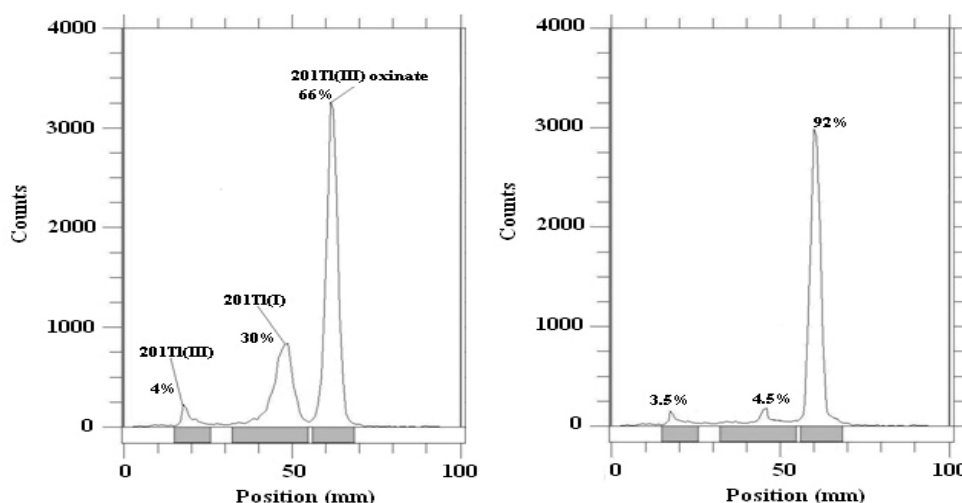 4000
201Tl(III) oxinate
66%
3000
Counts
2000
201Tl(I)
1000
30%
201Tl(III)
4%
0
0 50 100
Position (mm)
4000
92%
3000
Counts
2000
1000
3.5%
4.5%
0
0 50 100
Position (mm)